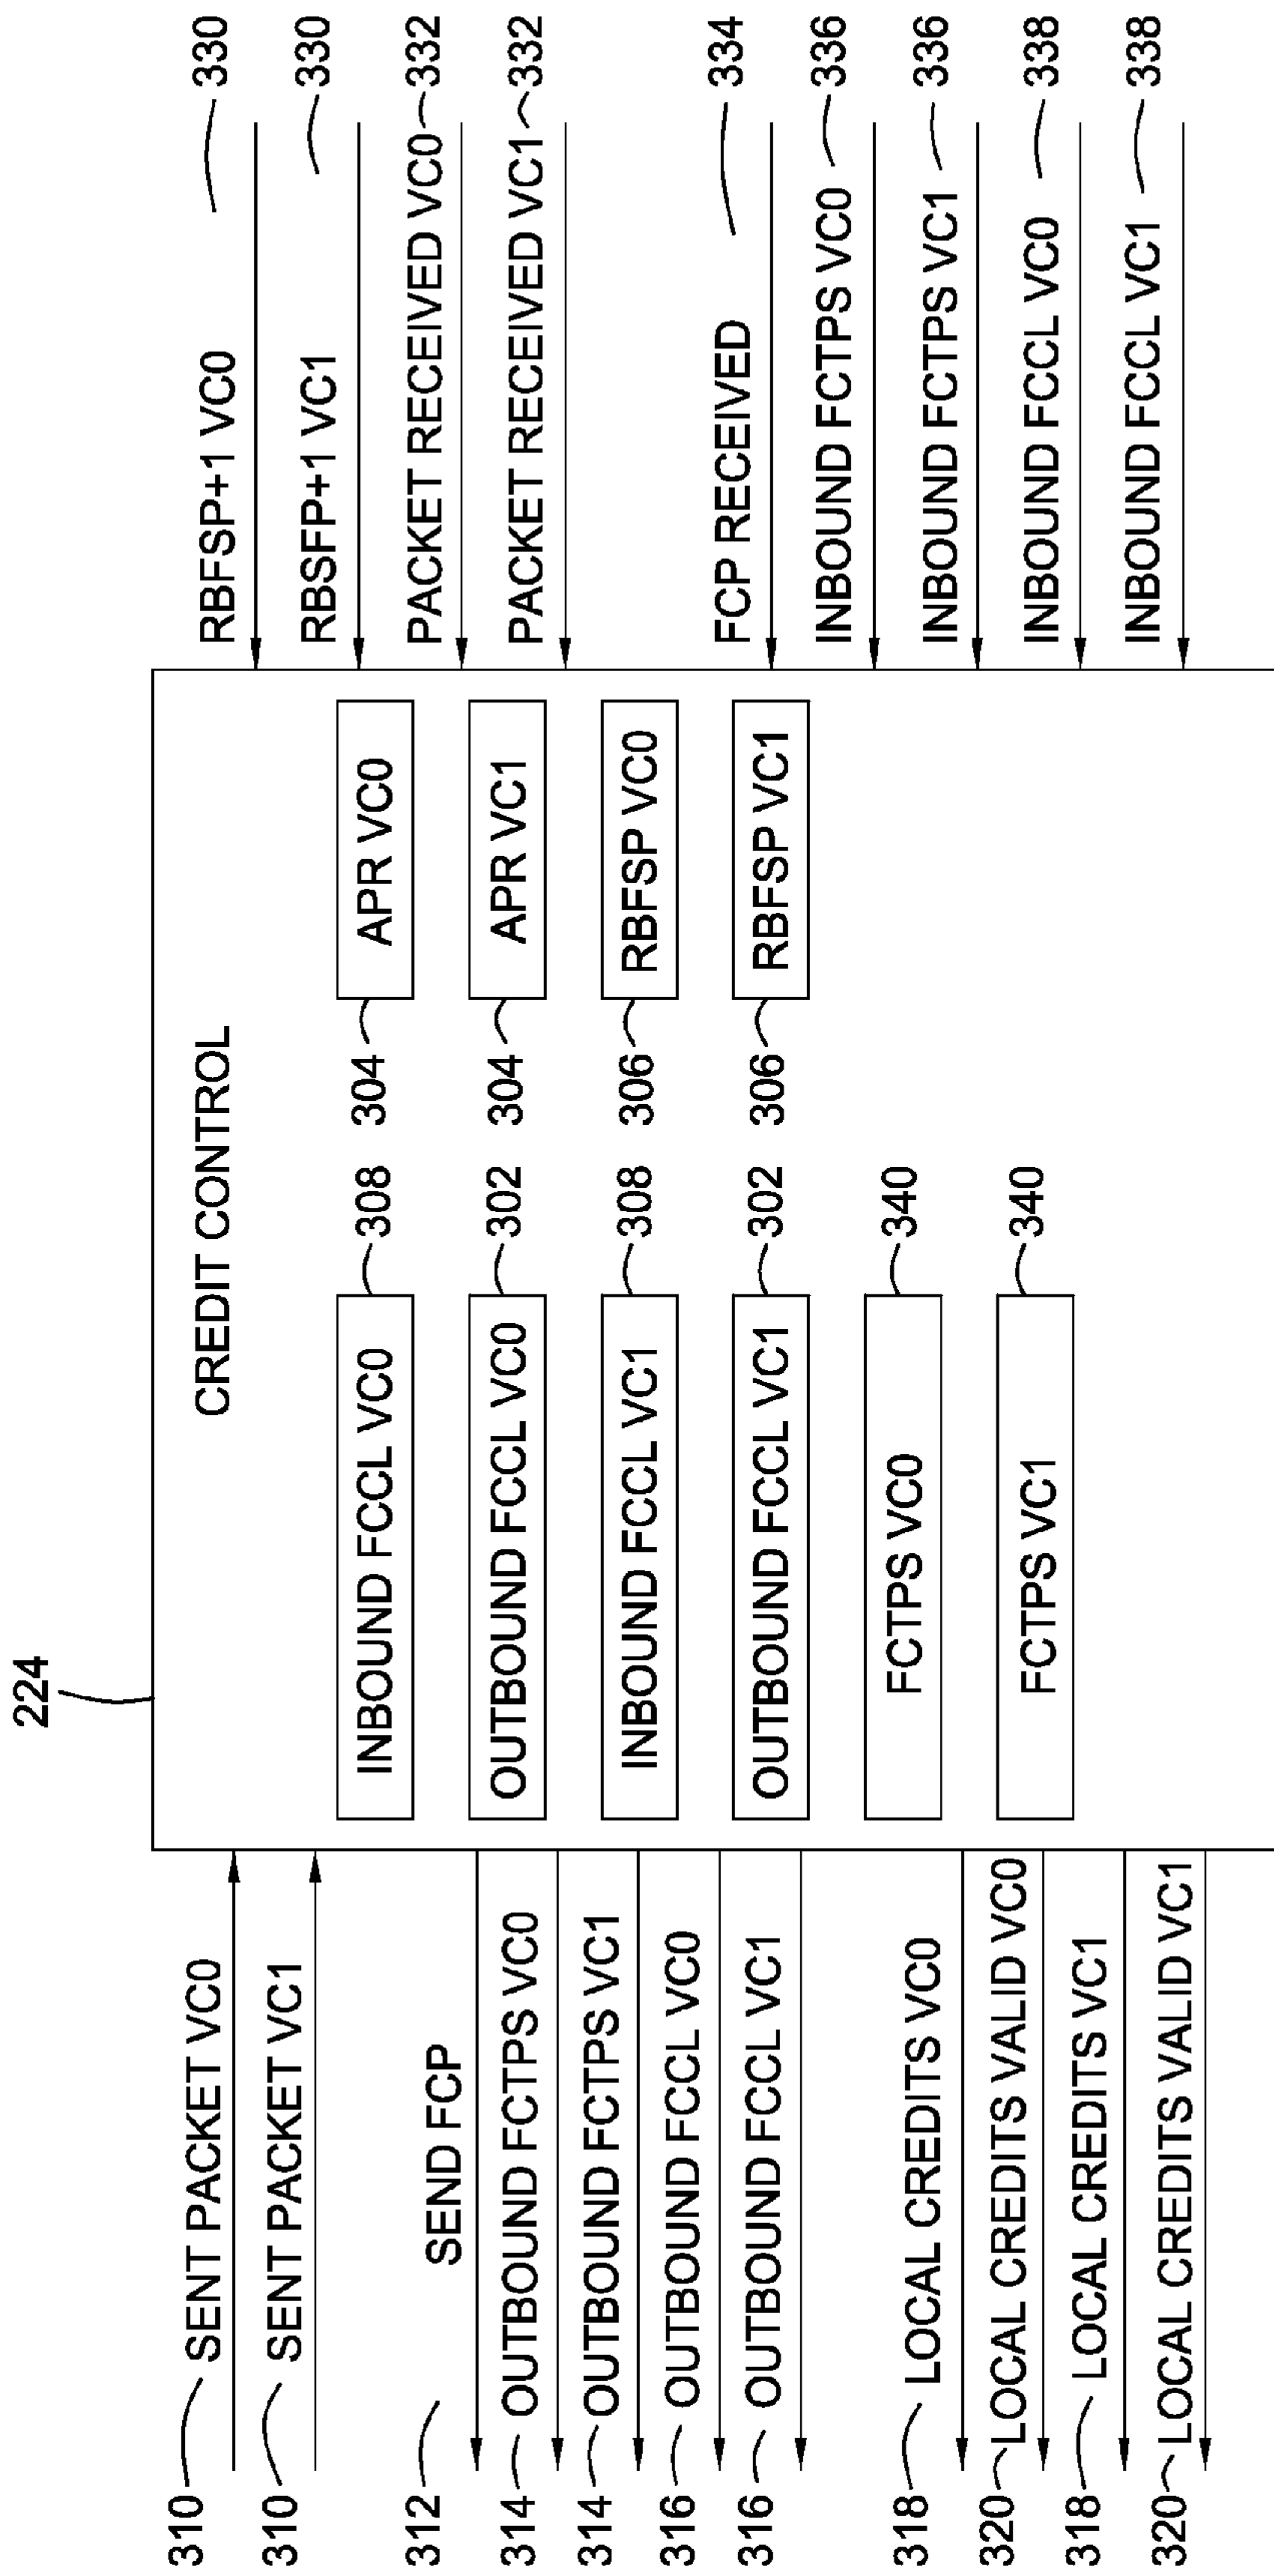 224
CREDIT CONTROL
310 SENT PACKET VC0
310 SENT PACKET VC1
312 SEND FCP
314 OUTBOUND FCTPS VC0
314 OUTBOUND FCTPS VC1
316 OUTBOUND FCCL VC0
316 OUTBOUND FCCL VC1
318 LOCAL CREDITS VC0
320 LOCAL CREDITS VALID VC0
318 LOCAL CREDITS VC1
320 LOCAL CREDITS VALID VC1
INBOUND FCCL VC0 308
OUTBOUND FCCL VC0 302
INBOUND FCCL VC1 308
OUTBOUND FCCL VC1 302
FCTPS VC0 340
FCTPS VC1 340
304 APR VC0
304 APR VC1
306 RBFSP VC0
306 RBFSP VC1
RBFSP+1 VC0 330
RBSFP+1 VC1 330
PACKET RECEIVED VC0 332
PACKET RECEIVED VC1 332
FCP RECEIVED 334
INBOUND FCTPS VC0 336
INBOUND FCTPS VC1 336
INBOUND FCCL VC0 338
INBOUND FCCL VC1 338